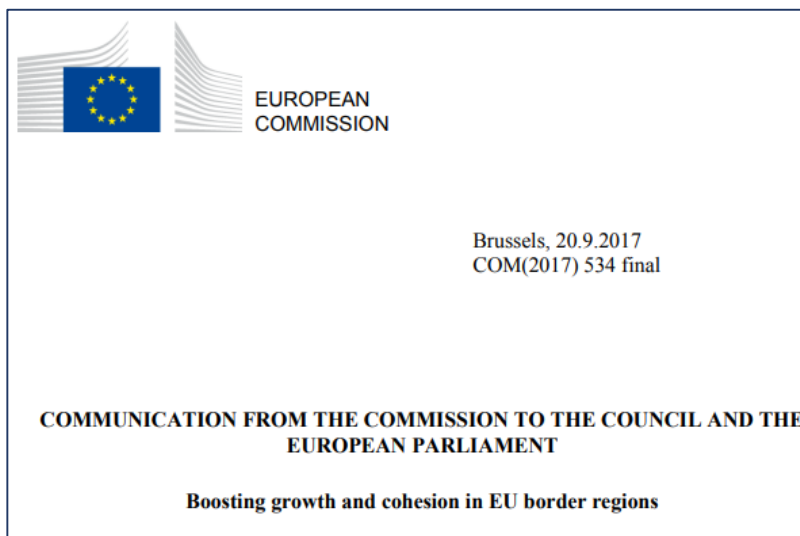 EUROPEAN
COMMISSION
Brussels, 20.9.2017
COM(2017) 534 final
COMMUNICATION FROM THE COMMISSION TO THE COUNCIL AND THE
EUROPEAN PARLIAMENT
Boosting growth and cohesion in EU border regions